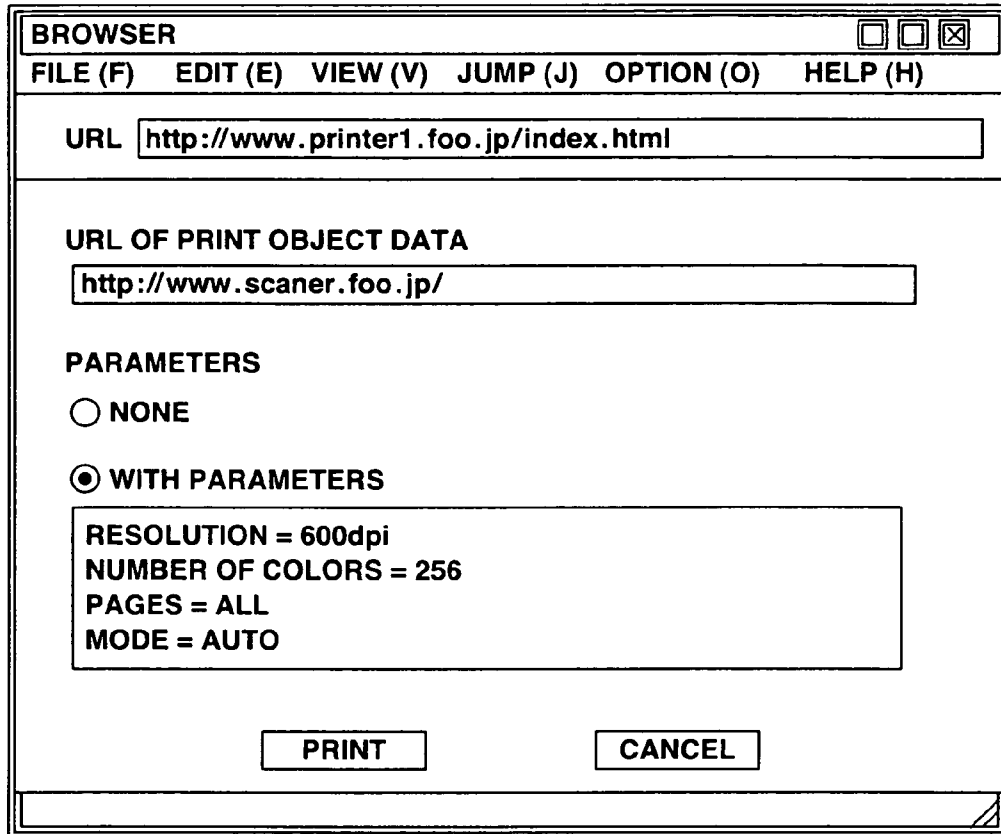 BROWSER
FILE (F) EDIT (E) VIEW (V) JUMP (J) OPTION (O) HELP (H)
URL http://www.printer1.foo.jp/index.html
URL OF PRINT OBJECT DATA
http://www.scaner.foo.jp/
PARAMETERS
NONE
WITH PARAMETERS
RESOLUTION = 600dpi
NUMBER OF COLORS = 256
PAGES = ALL
MODE = AUTO
PRINT CANCEL